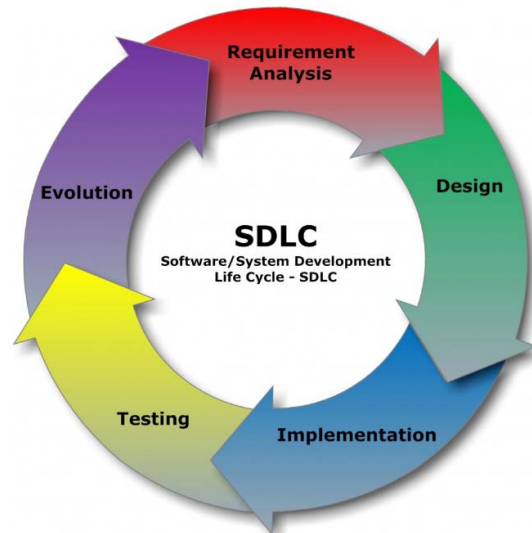 Requirement
Analysis
Design
Implementation
Testing
Evolution
SDLC
Software/System Development
Life Cycle - SDLC